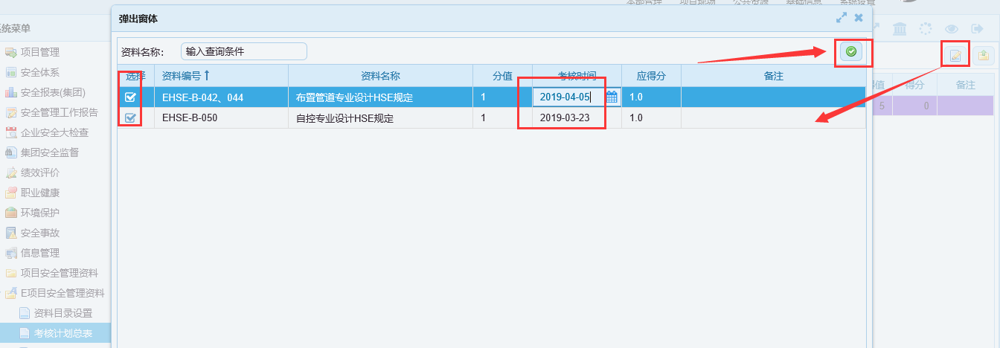 本部管理 项目现场 公共资源 基础信息 系统设置
弹出窗体
系统菜单
资料名称: 输入查询条件
选择 资料编号 分值 资料名称 考核时间 应得分 备注
EHSE-B-042、044 布置管道专业设计HSE规定 1 2019-04-05 1.0
EHSE-B-050 自控专业设计HSE规定 1 2019-03-23 1.0
得分 备注
5 0
项目管理
安全体系
安全报表(集团)
安全管理工作报告
企业安全大检查
集团安全监督
绩效评价
职业健康
环境保护
安全事故
信息管理
项目安全管理资料
E项目安全管理资料
资料目录设置
考核计划总表